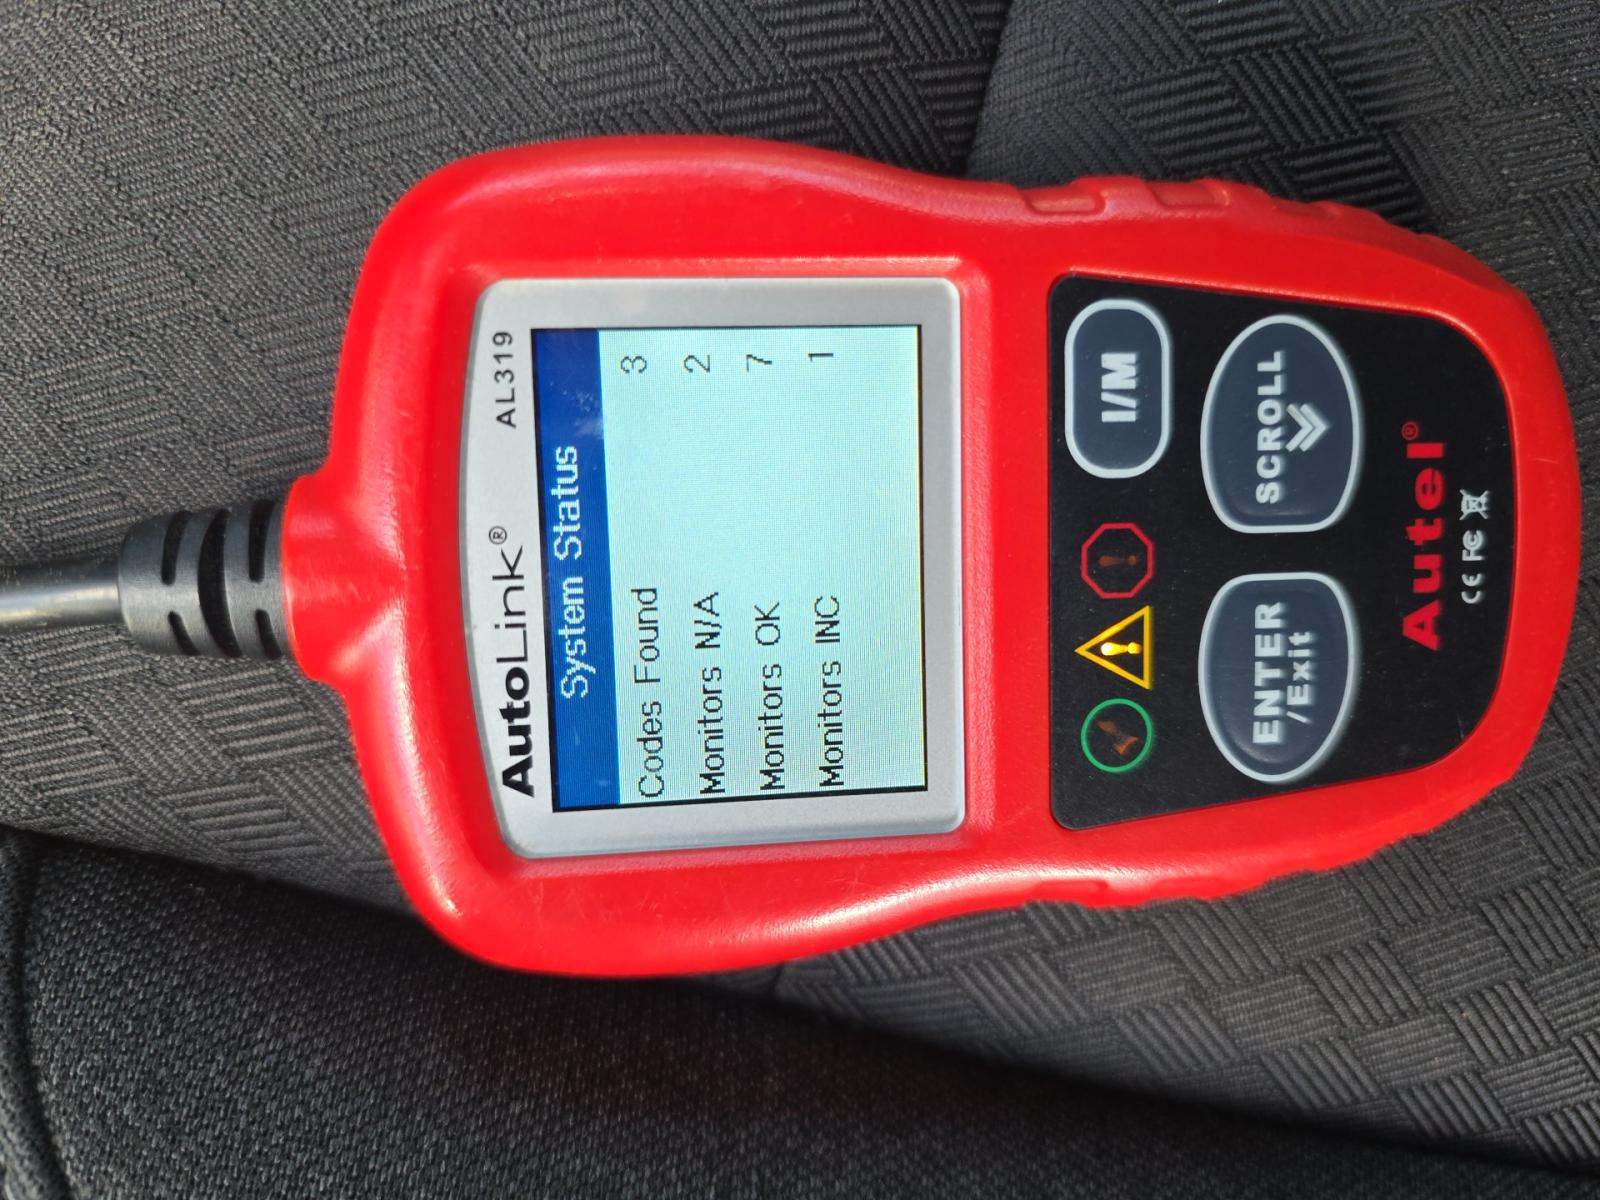 AutoLink® AL319
System Status
Codes Found 3
Monitors N/A 2
Monitors OK 7
Monitors INC 1
I/M
ENTER
/Exit
SCROLL
Autel®
CE FC